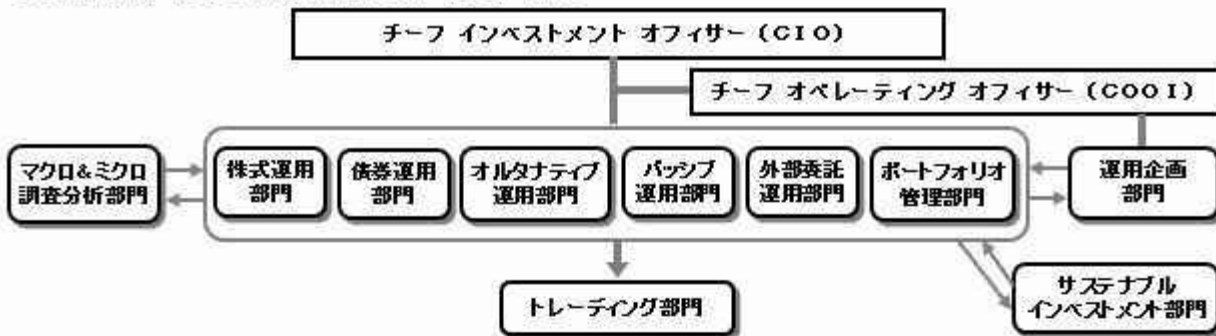 チーフ インベストメント オフィサー (CIO)
チーフ オペレーティング オフィサー (COOI)
マクロ&ミクロ
調査分析部門
株式運用
部門
債券運用
部門
オルタナティブ
運用部門
パッシブ
運用部門
外部委託
運用部門
ポートフォリオ
管理部門
運用企画
部門
トレーディング部門
サステナブル
インベストメント部門